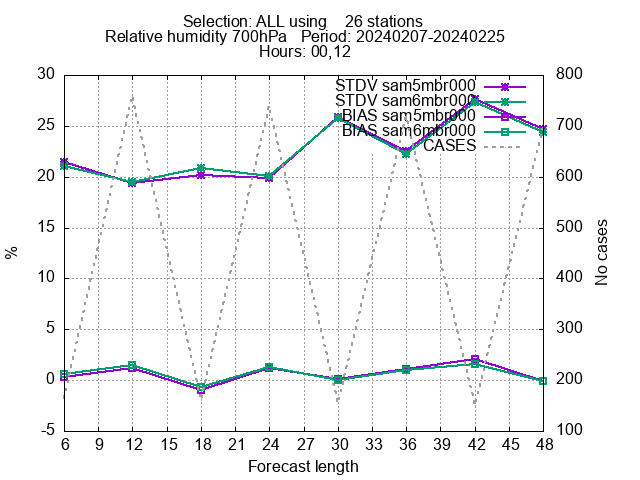 Selection: ALL using 26 stations
Relative humidity 700hPa Period: 20240207-20240225
Hours: 00,12
STDV sam5mbr000
STDV sam6mbr000
BIAS sam5mbr000
BIAS sam6mbr000
CASES
30
25
20
15
10
5
0
-5
%
800
700
600
500
400
300
200
100
No cases
6 9 12 15 18 21 24 27 30 33 36 39 42 45 48
Forecast length